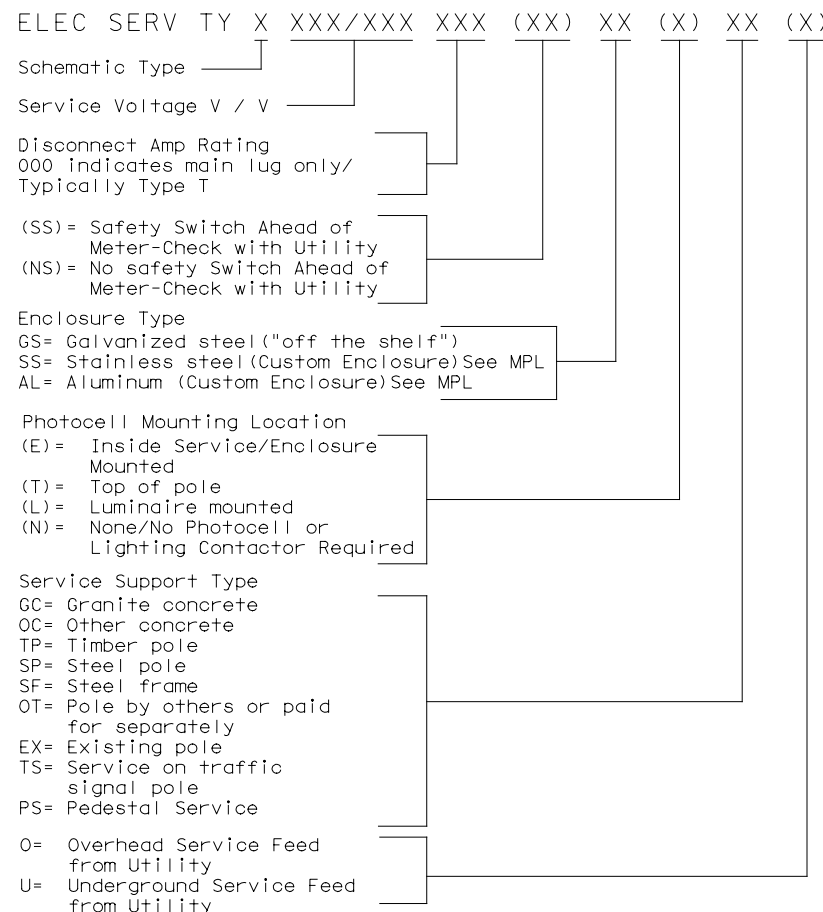 ELEC SERV TY X XXX/XXX XXX (XX) XX (X) XX (X)
Schematic Type
Service Voltage V / V
Disconnect Amp Rating
000 indicates main lug only/
Typically Type T
(SS)= Safety Switch Ahead of
Meter-Check with Utility
(NS)= No safety Switch Ahead of
Meter-Check with Utility
Enclosure Type
GS= Galvanized steel("off the shelf")
SS= Stainless steel(Custom Enclosure)See MPL
AL= Aluminum (Custom Enclosure)See MPL
Photocell Mounting Location
(E)= Inside Service/Enclosure
Mounted
(T)= Top of pole
(L)= Luminaire mounted
(N)= None/No Photocell or
Lighting Contactor Required
Service Support Type
GC= Granite concrete
OC= Other concrete
TP= Timber pole
SP= Steel pole
SF= Steel frame
OT= Pole by others or paid
for separately
EX= Existing pole
TS= Service on traffic
signal pole
PS= Pedestal Service
O= Overhead Service Feed
from Utility
U= Underground Service Feed
from Utility